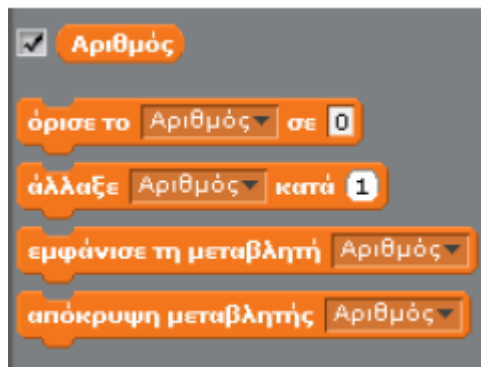 Αριθμός
όρισε το Αριθμός σε 0
άλλαξε Αριθμός κατά 1
εμφάνισε τη μεταβλητή Αριθμός
απόκρυψη μεταβλητής Αριθμός